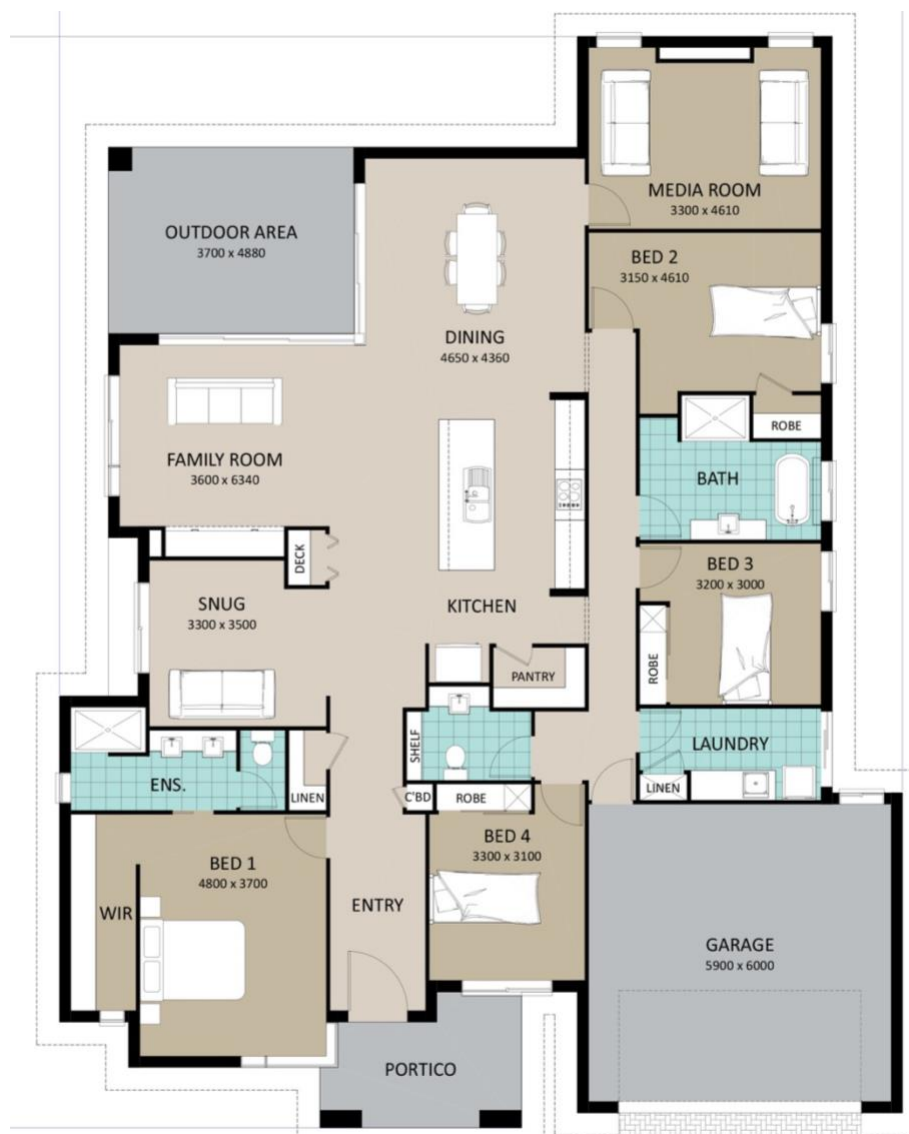 MEDIA ROOM
3300 x 4610
OUTDOOR AREA
3700 x 4880
BED 2
3150 x 4610
DINING
4650 x 4360
ROBE
FAMILY ROOM
3600 x 6340
BATH
DECK
BED 3
3200 x 3000
SNUG
3300 x 3500
KITCHEN
ROBE
PANTRY
SHELF
LAUNDRY
ENS.
LINEN
C'BD
ROBE
LINEN
BED 4
3300 x 3100
BED 1
4800 x 3700
WIR
ENTRY
GARAGE
5900 x 6000
PORTICO